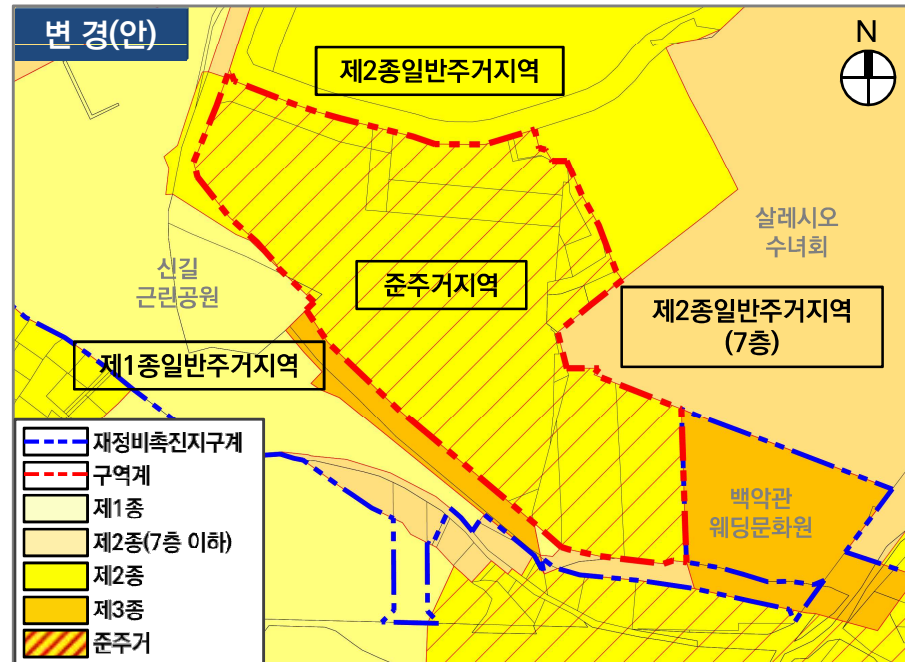 변 경(안)
N
제2종일반주거지역
살레시오
수녀회
신길
근린공원
준주거지역
제2종일반주거지역
(7층)
제1종일반주거지역
백악관
웨딩문화원
재정비촉진지구계
구역계
제1종
제2종(7층 이하)
제2종
제3종
준주거